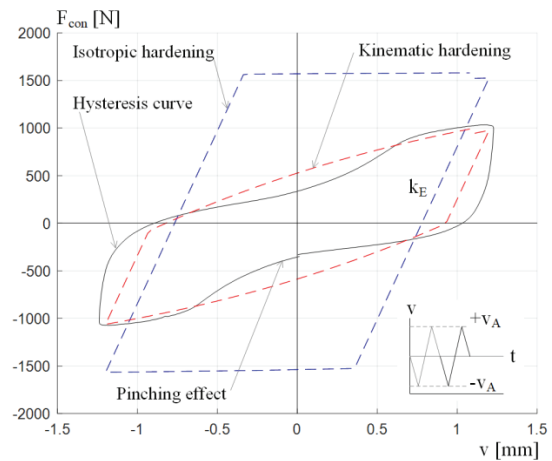 F_con [N]
2000
1500
1000
500
0
-500
-1000
-1500
-2000
Isotropic hardening
Kinematic hardening
Hysteresis curve
k_E
Pinching effect
v
+v_A
t
-v_A
-1.5
-1
-0.5
0
0.5
1
1.5
v [mm]